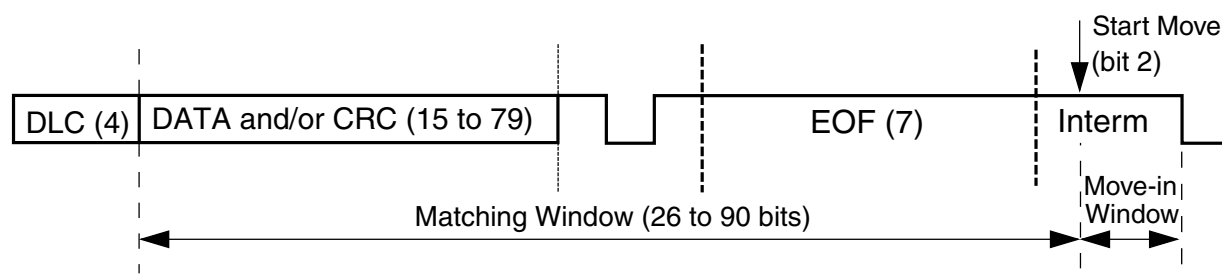 Start Move
(bit 2)
DLC (4) DATA and/or CRC (15 to 79) EOF (7) Interm
Matching Window (26 to 90 bits)
Move-in
Window